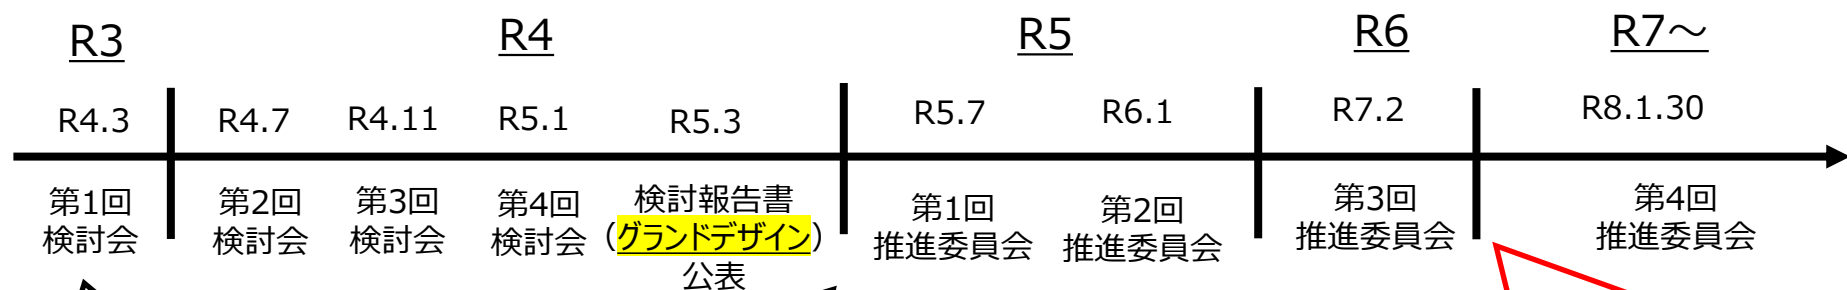 R3 R4 R5 R6 R7～
R4.3 R4.7 R4.11 R5.1 R5.3 R5.7 R6.1 R7.2 R8.1.30
第1回
検討会
第2回
検討会
第3回
検討会
第4回
検討会
検討報告書
（グランドデザイン）
公表
第1回
推進委員会
第2回
推進委員会
第3回
推進委員会
第4回
推進委員会